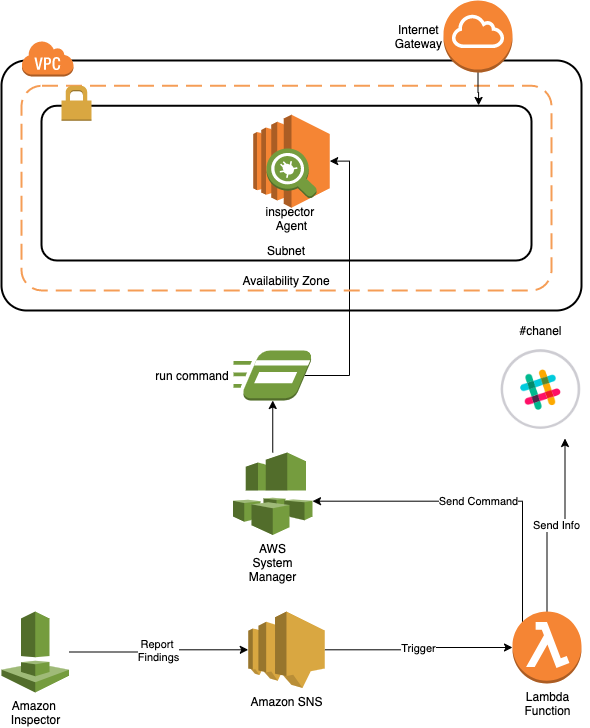 Internet
Gateway
VPC
inspector
Agent
Subnet
Availability Zone
#chanel
run command
Send Command
Send Info
AWS
System
Manager
Report
Findings
Trigger
Amazon
Inspector
Amazon SNS
Lambda
Function